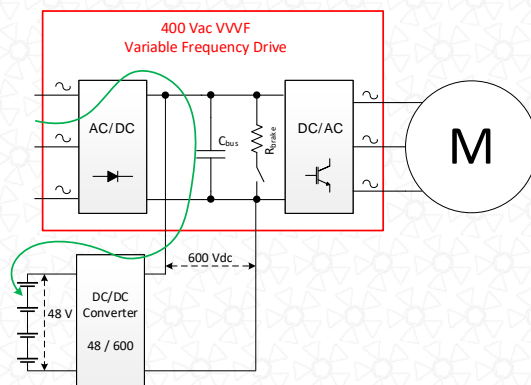 400 Vac VVVF
Variable Frequency Drive
AC/DC
Cbus
Rbrake
DC/AC
M
600 Vdc
48 V
DC/DC
Converter
48 / 600